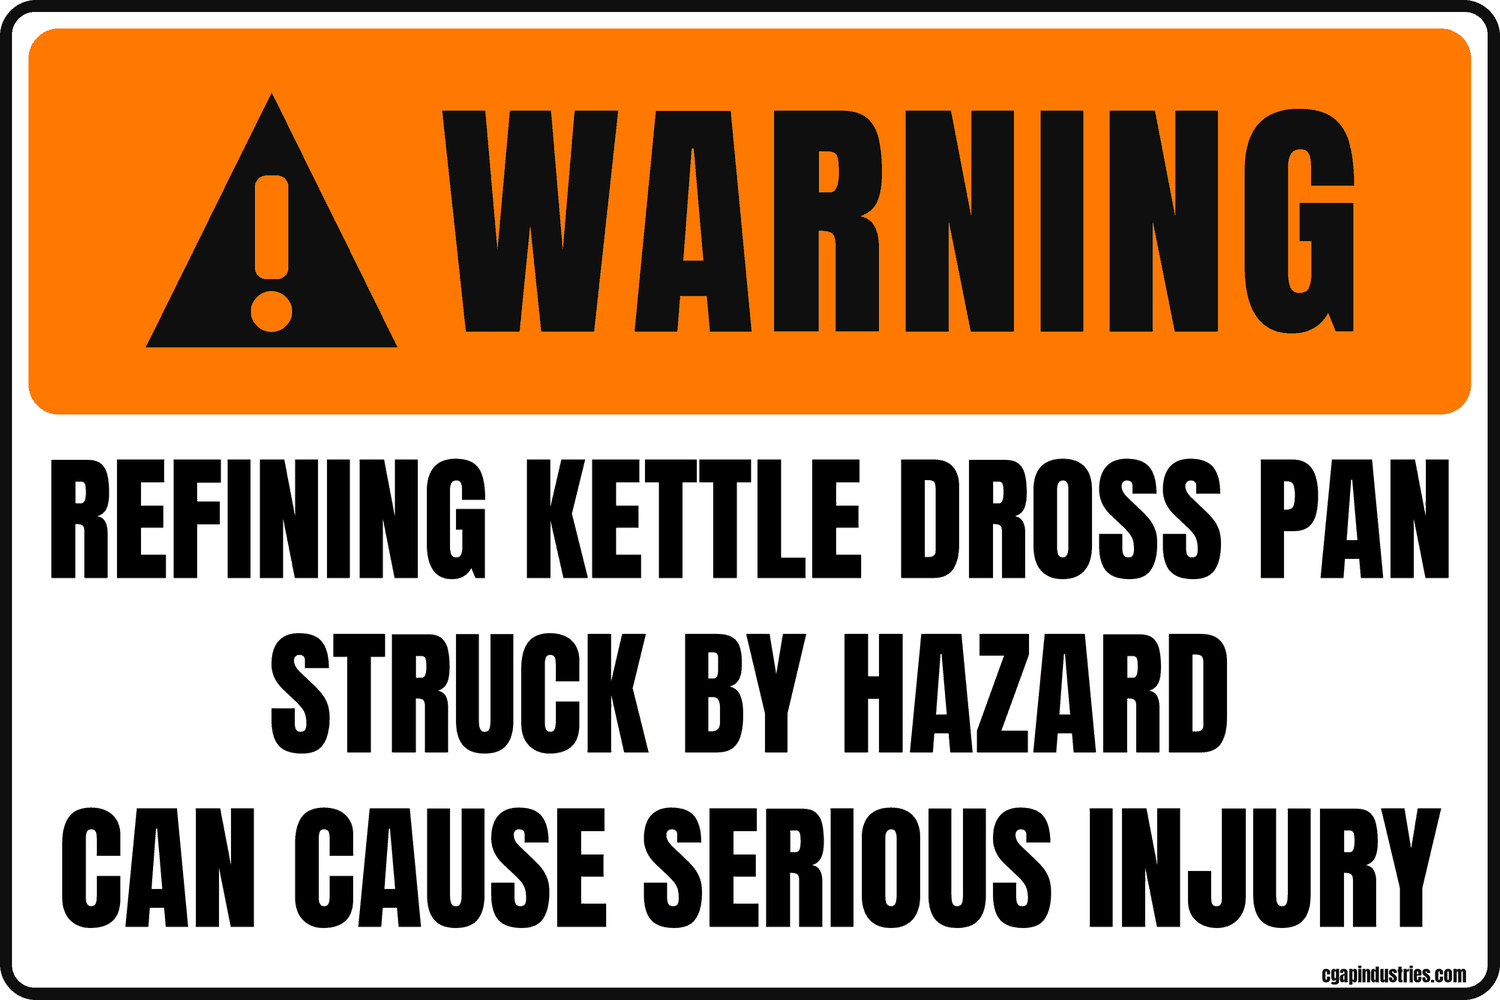 WARNING
REFINING KETTLE DROSS PAN
STRUCK BY HAZARD
CAN CAUSE SERIOUS INJURY
cgapindustries.com